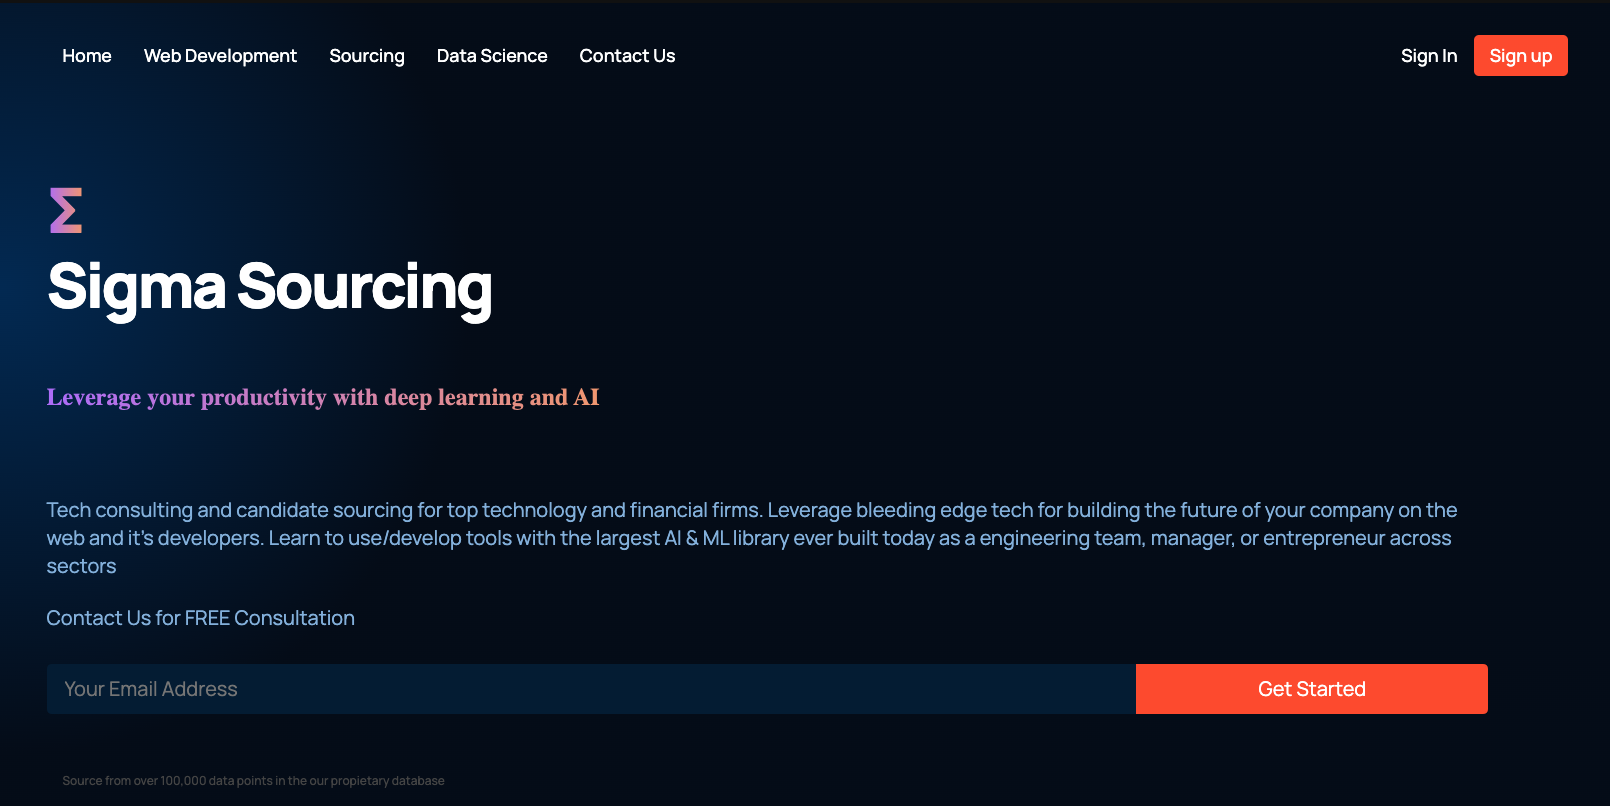 Home Web Development Sourcing Data Science Contact Us Sign In Sign up
Σ
Sigma Sourcing
Leverage your productivity with deep learning and AI
Tech consulting and candidate sourcing for top technology and financial firms. Leverage bleeding edge tech for building the future of your company on the
web and it's developers. Learn to use/develop tools with the largest AI & ML library ever built today as a engineering team, manager, or entrepreneur across
sectors
Contact Us for FREE Consultation
Your Email Address Get Started
Source from over 100,000 data points in the our propietary database